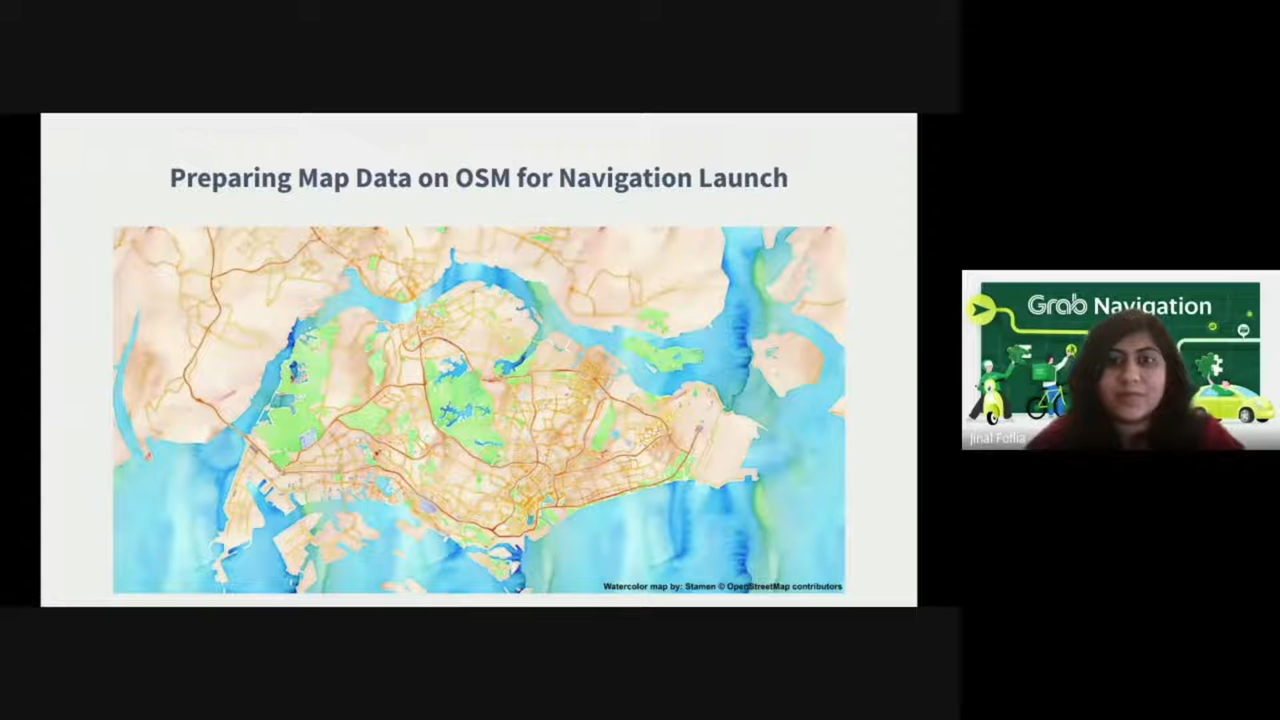 Preparing Map Data on OSM for Navigation Launch
Watercolor map by: Stamen © OpenStreetMap contributors
Grab Navigation
Jinal Foflia